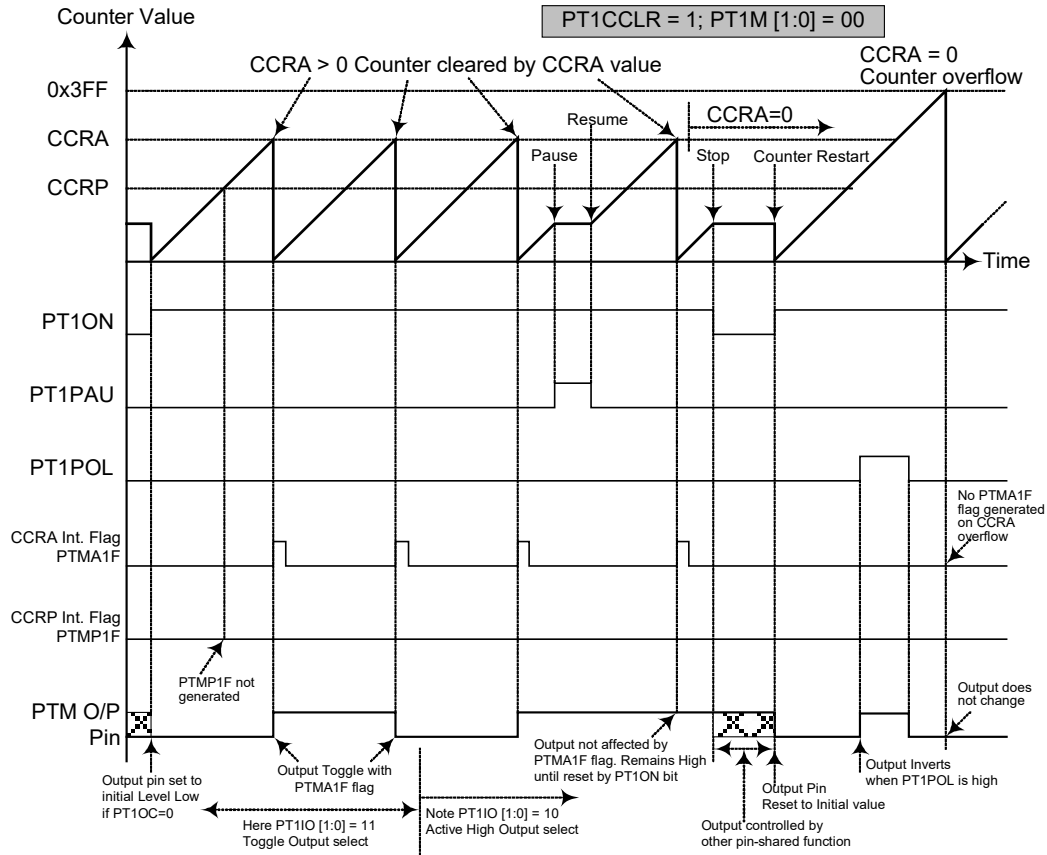 Counter Value
PT1CCLR = 1; PT1M [1:0] = 00
CCRA > 0 Counter cleared by CCRA value
CCRA = 0
Counter overflow
0x3FF
CCRA
CCRP
Resume
CCRA=0
Pause
Stop
Counter Restart
Time
PT1ON
PT1PAU
PT1POL
No PTMA1F
flag generated
on CCRA
overflow
CCRA Int. Flag
PTMA1F
CCRP Int. Flag
PTMP1F
PTMP1F not
generated
PTM O/P
Pin
Output does
not change
Output pin set to
initial Level Low
if PT1OC=0
Output Toggle with
PTMA1F flag
Output not affected by
PTMA1F flag. Remains High
until reset by PT1ON bit
Output Inverts
when PT1POL is high
Output Pin
Reset to Initial value
Here PT1IO [1:0] = 11
Toggle Output select
Note PT1IO [1:0] = 10
Active High Output select
Output controlled by
other pin-shared function